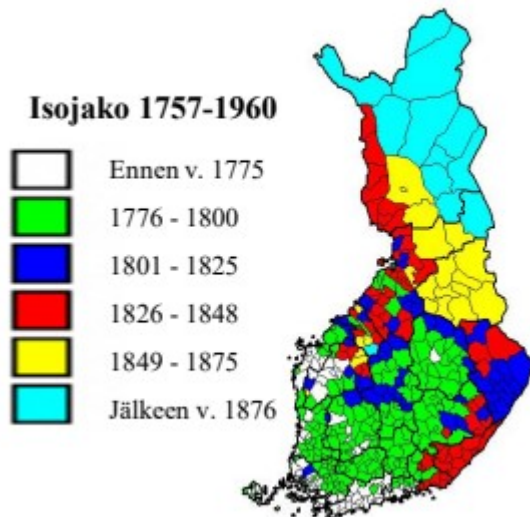 Isojako 1757-1960
Ennen v. 1775
1776 - 1800
1801 - 1825
1826 - 1848
1849 - 1875
Jälkeen v. 1876